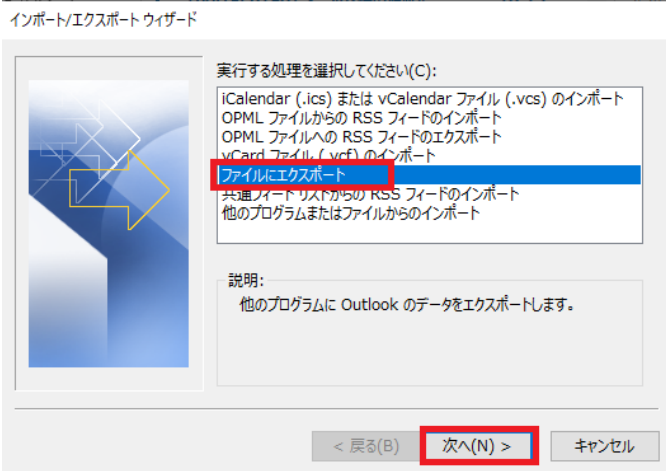 インポート/エクスポート ウィザード
実行する処理を選択してください(C):
iCalendar (.ics) または vCalendar ファイル (.vcs) のインポート
OPML ファイルからの RSS フィードのインポート
OPML ファイルへの RSS フィードのエクスポート
vCard ファイル (.vcf) のインポート
ファイルにエクスポート
共通フィード リストからの RSS フィードのインポート
他のプログラムまたはファイルからのインポート
説明:
他のプログラムに Outlook のデータをエクスポートします。
< 戻る(B) 次へ(N) > キャンセル